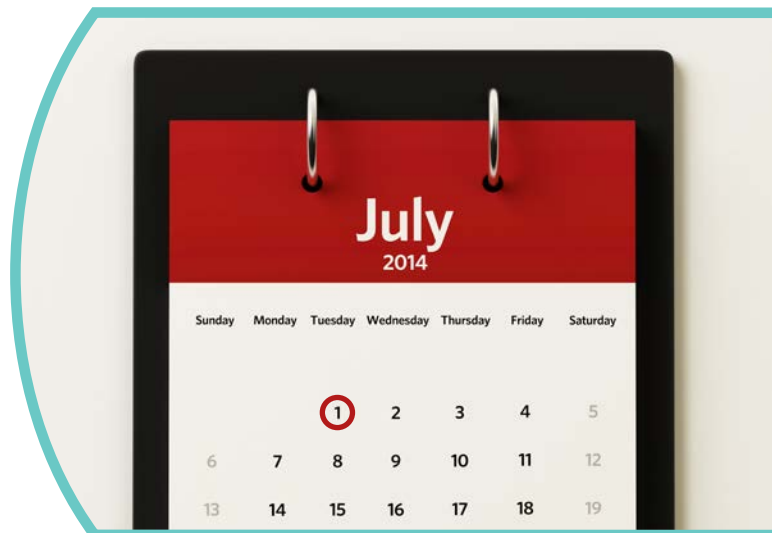 July
2014
Sunday Monday Tuesday Wednesday Thursday Friday Saturday
1 2 3 4 5
6 7 8 9 10 11 12
13 14 15 16 17 18 19